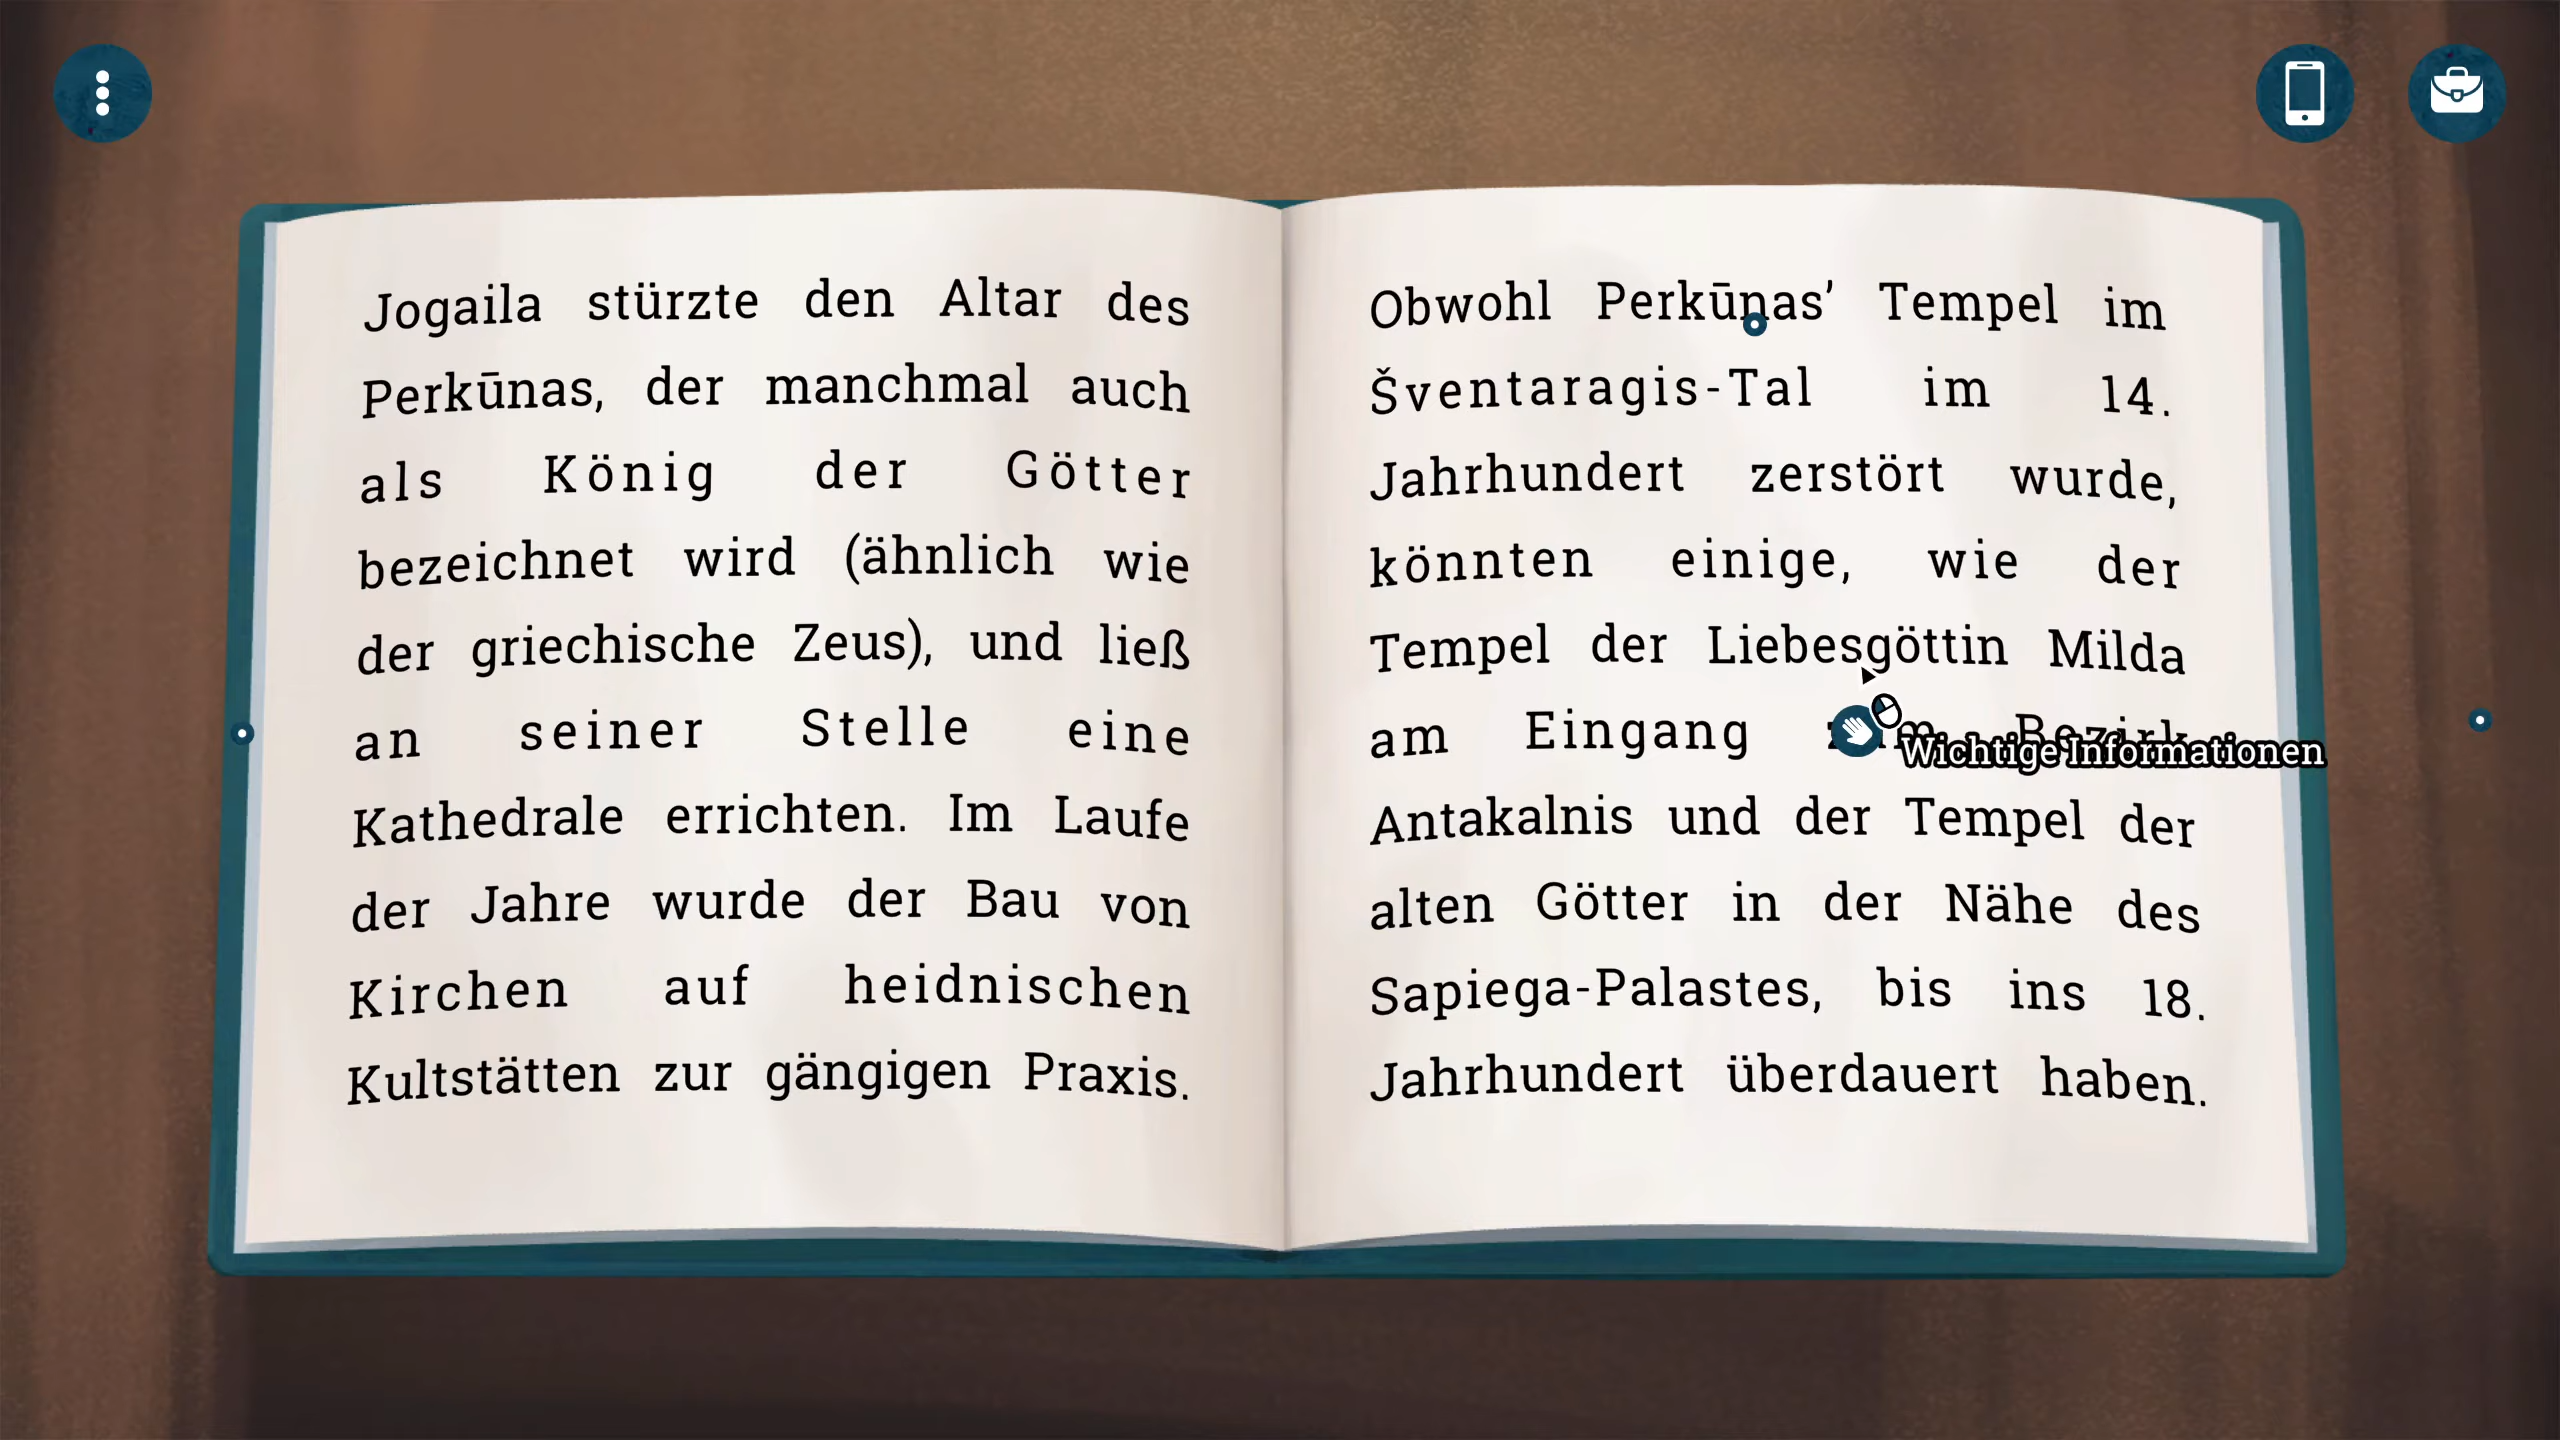 Jogaila stürzte den Altar des
Perkūnas, der manchmal auch
als König der Götter
bezeichnet wird (ähnlich wie
der griechische Zeus), und ließ
an seiner Stelle eine
Kathedrale errichten. Im Laufe
der Jahre wurde der Bau von
Kirchen auf heidnischen
Kultstätten zur gängigen Praxis.
Obwohl Perkūnas’ Tempel im
Šventaragis-Tal im 14.
Jahrhundert zerstört wurde,
könnten einige, wie der
Tempel der Liebesgöttin Milda
am Eingang zum Bezirk
Wichtige Informationen
Antakalnis und der Tempel der
alten Götter in der Nähe des
Sapiega-Palastes, bis ins 18.
Jahrhundert überdauert haben.